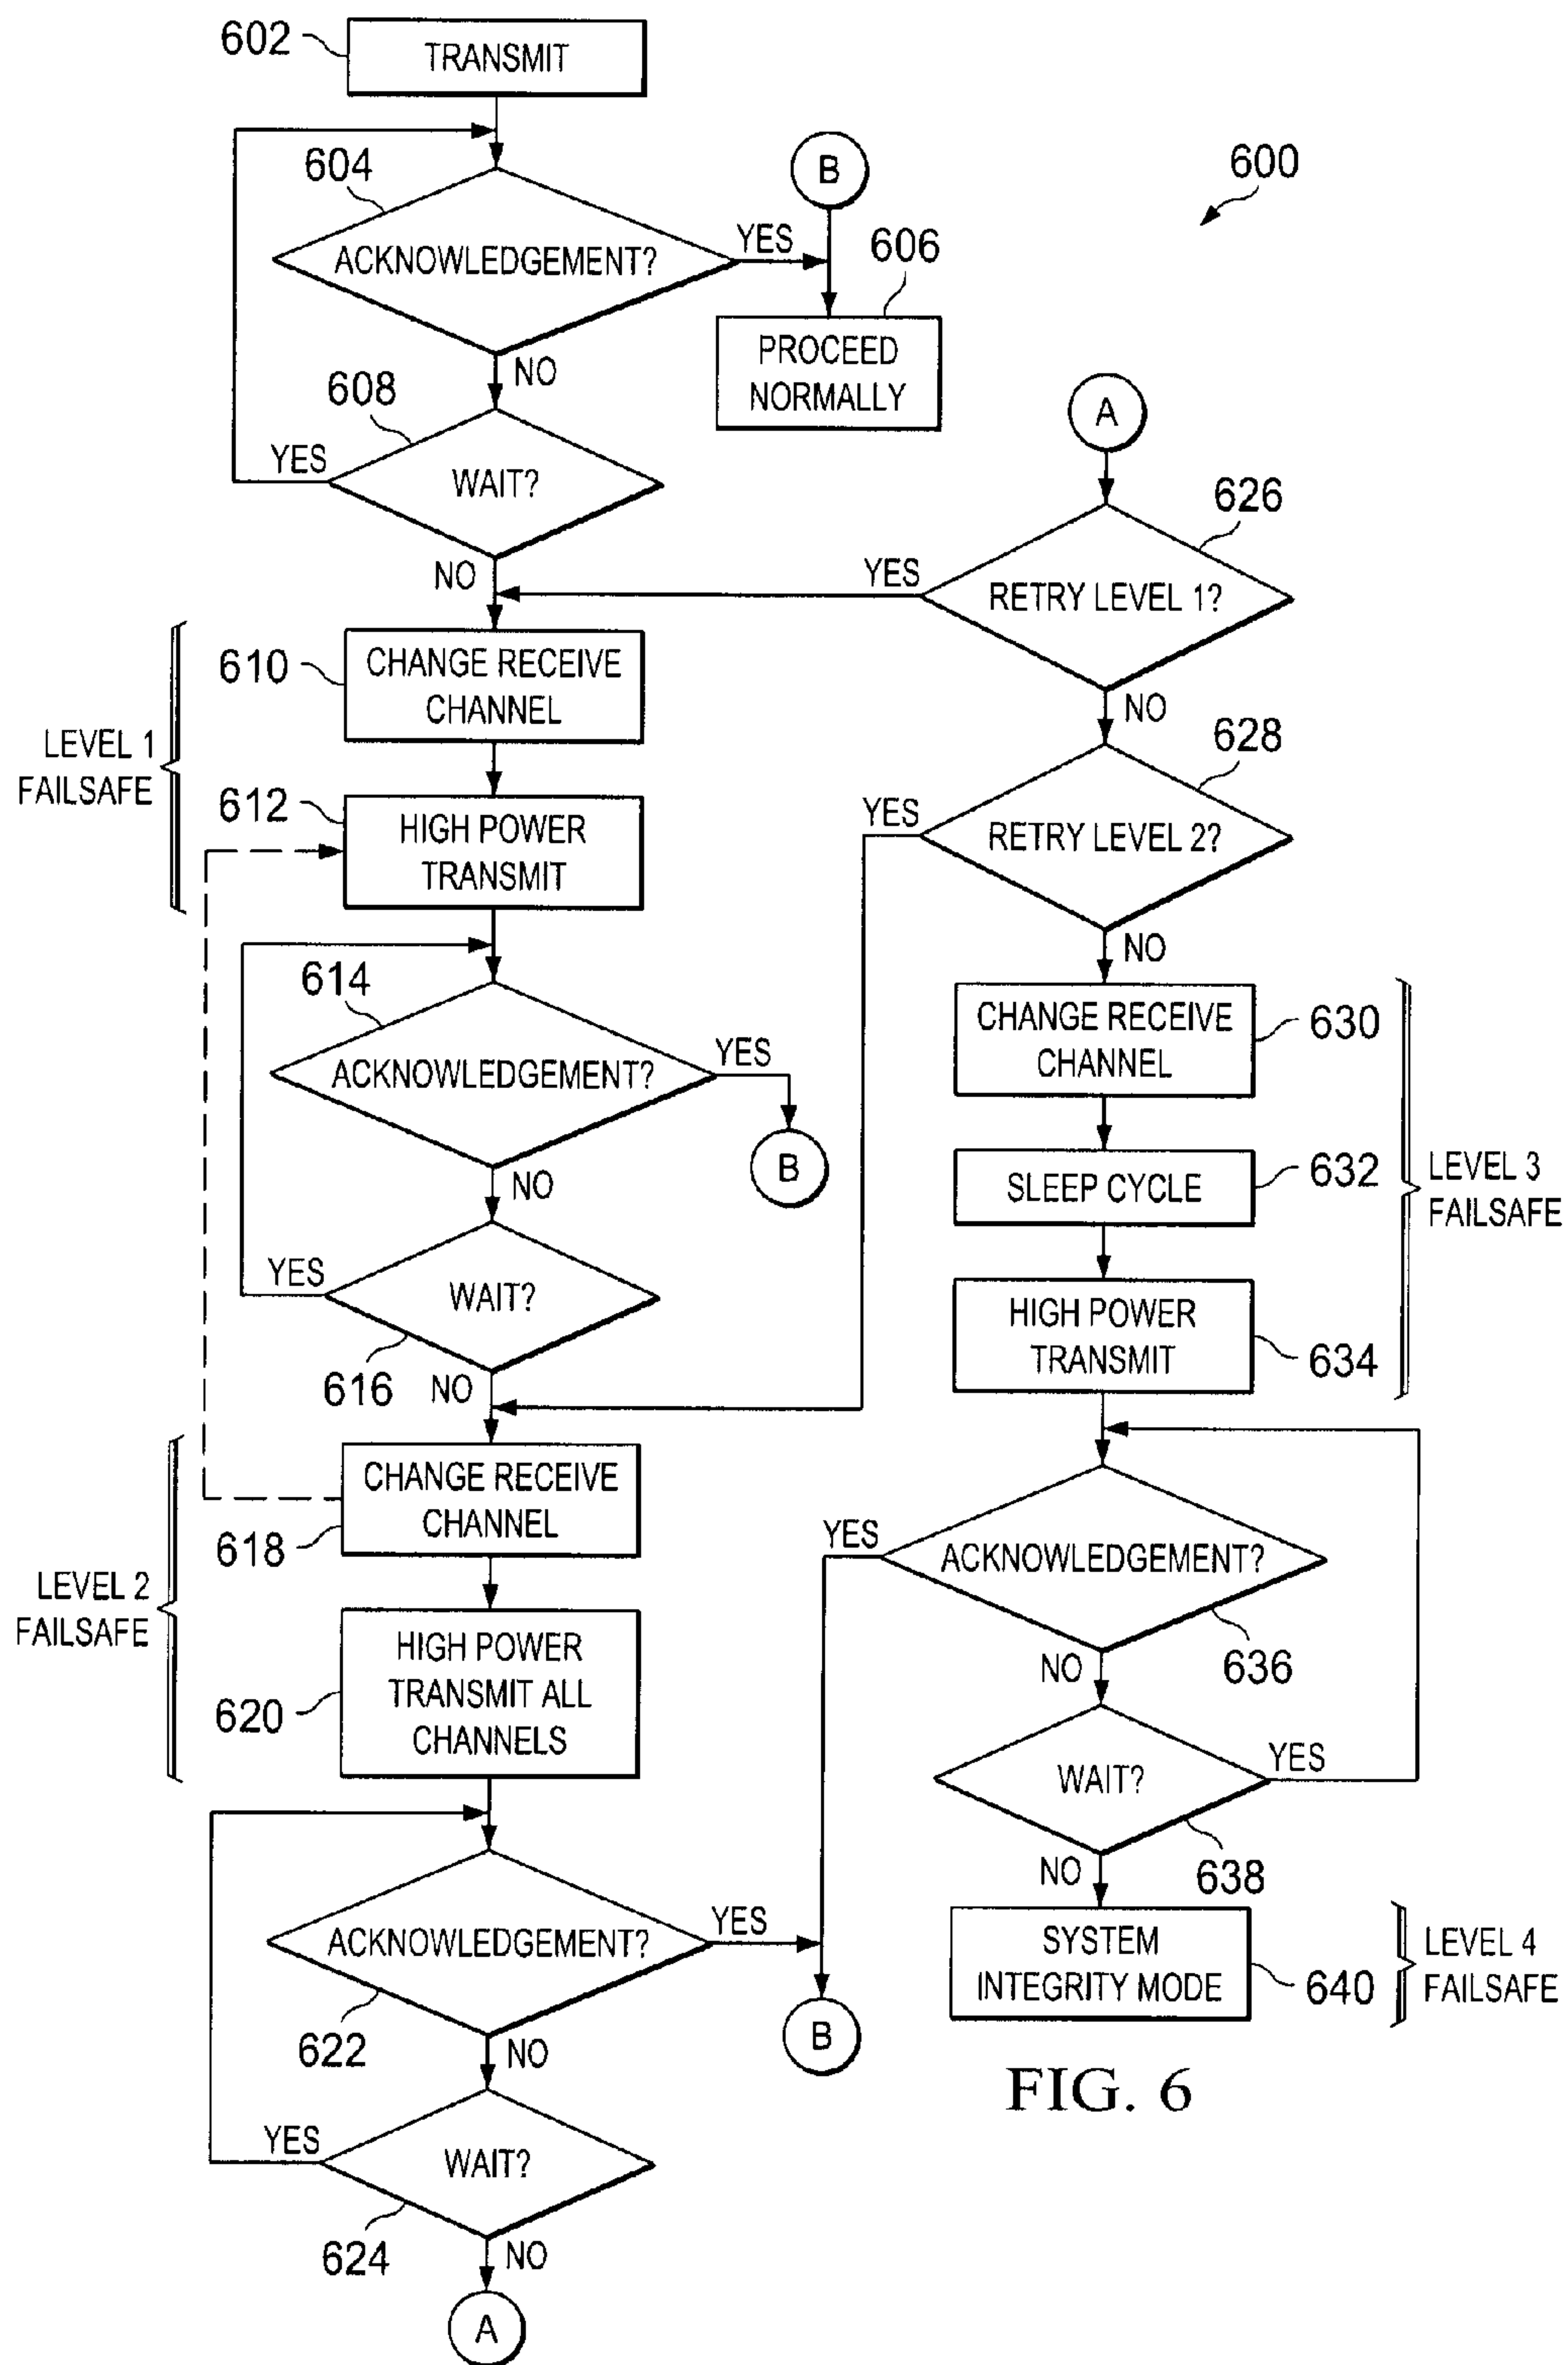 602
TRANSMIT
604
ACKNOWLEDGEMENT?
YES
NO
B
600
606
PROCEED
NORMALLY
608
WAIT?
YES
NO
A
626
RETRY LEVEL 1?
YES
NO
LEVEL 1
FAILSAFE
610
CHANGE RECEIVE
CHANNEL
612
HIGH POWER
TRANSMIT
628
RETRY LEVEL 2?
YES
NO
614
ACKNOWLEDGEMENT?
YES
NO
B
616
WAIT?
YES
NO
630
CHANGE RECEIVE
CHANNEL
632
SLEEP CYCLE
634
HIGH POWER
TRANSMIT
LEVEL 3
FAILSAFE
LEVEL 2
FAILSAFE
618
CHANGE RECEIVE
CHANNEL
620
HIGH POWER
TRANSMIT ALL
CHANNELS
636
ACKNOWLEDGEMENT?
YES
NO
638
WAIT?
YES
NO
622
ACKNOWLEDGEMENT?
YES
NO
B
640
SYSTEM
INTEGRITY MODE
LEVEL 4
FAILSAFE
624
WAIT?
YES
NO
A
FIG. 6